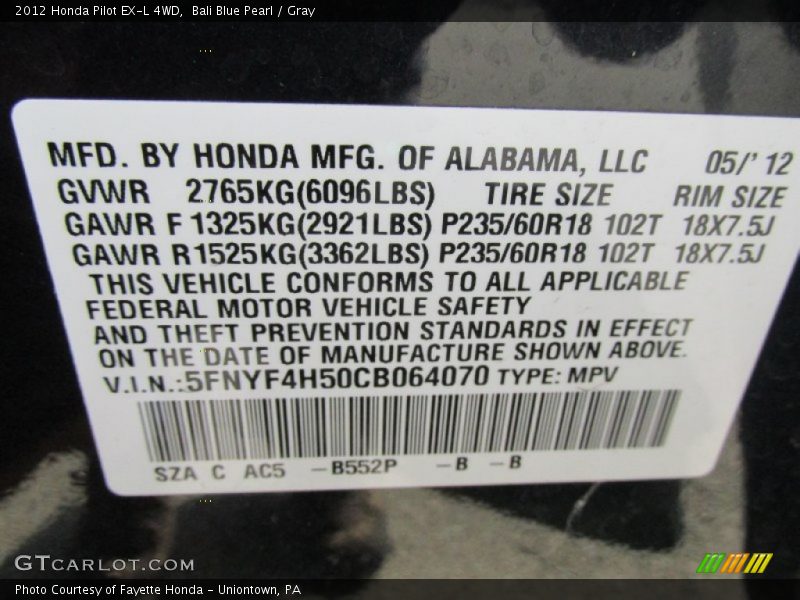 2012 Honda Pilot EX-L 4WD,  Bali Blue Pearl / Gray
MFD. BY HONDA MFG. OF ALABAMA, LLC 05/' 12
GVWR 2765KG(6096LBS) TIRE SIZE RIM SIZE
GAWR F 1325KG(2921LBS) P235/60R18 102T 18X7.5J
GAWR R1525KG(3362LBS) P235/60R18 102T 18X7.5J
THIS VEHICLE CONFORMS TO ALL APPLICABLE
FEDERAL MOTOR VEHICLE SAFETY
AND THEFT PREVENTION STANDARDS IN EFFECT
ON THE DATE OF MANUFACTURE SHOWN ABOVE.
V.I.N.:5FNYF4H50CB064070 TYPE: MPV
SZA C AC5 -B552P -B -B
GTCARLOT.COM
Photo Courtesy of Fayette Honda - Uniontown, PA